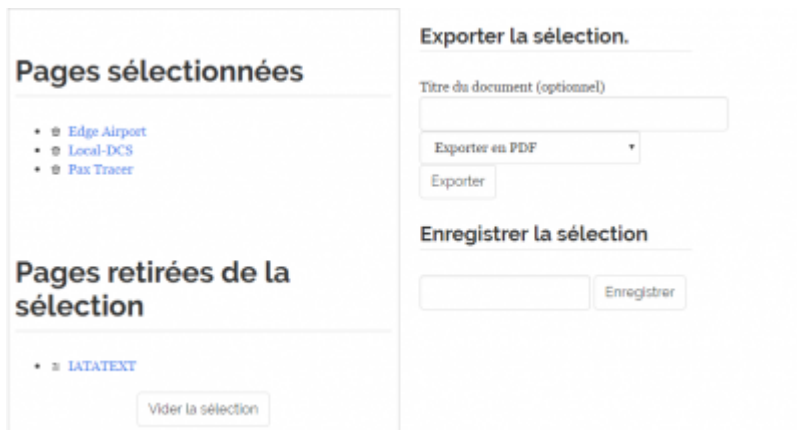 Pages sélectionnées
Edge Airport
Local-DCS
Pax Tracer
Pages retirées de la
sélection
IATATEXT
Vider la sélection
Exporter la sélection.
Titre du document (optionnel)
Exporter en PDF
Exporter
Enregistrer la sélection
Enregistrer